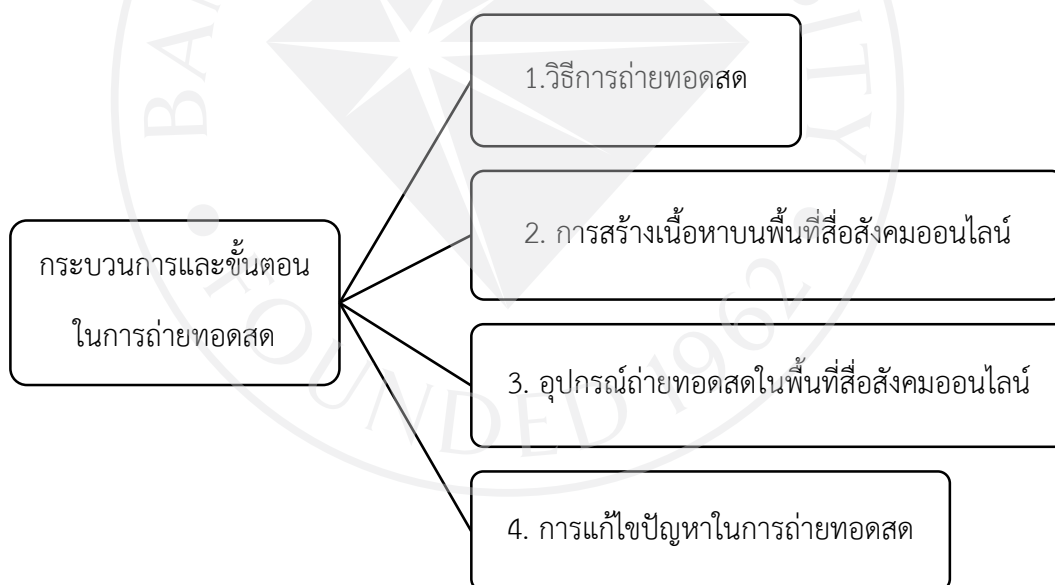 1.วิธีการถ่ายทอดสด
2. การสร้างเนื้อหาบนพื้นที่สื่อสังคมออนไลน์
กระบวนการและขั้นตอน
ในการถ่ายทอดสด
3. อุปกรณ์ถ่ายทอดสดในพื้นที่สื่อสังคมออนไลน์
4. การแก้ไขปัญหาในการถ่ายทอดสด
FOUNDED 1962